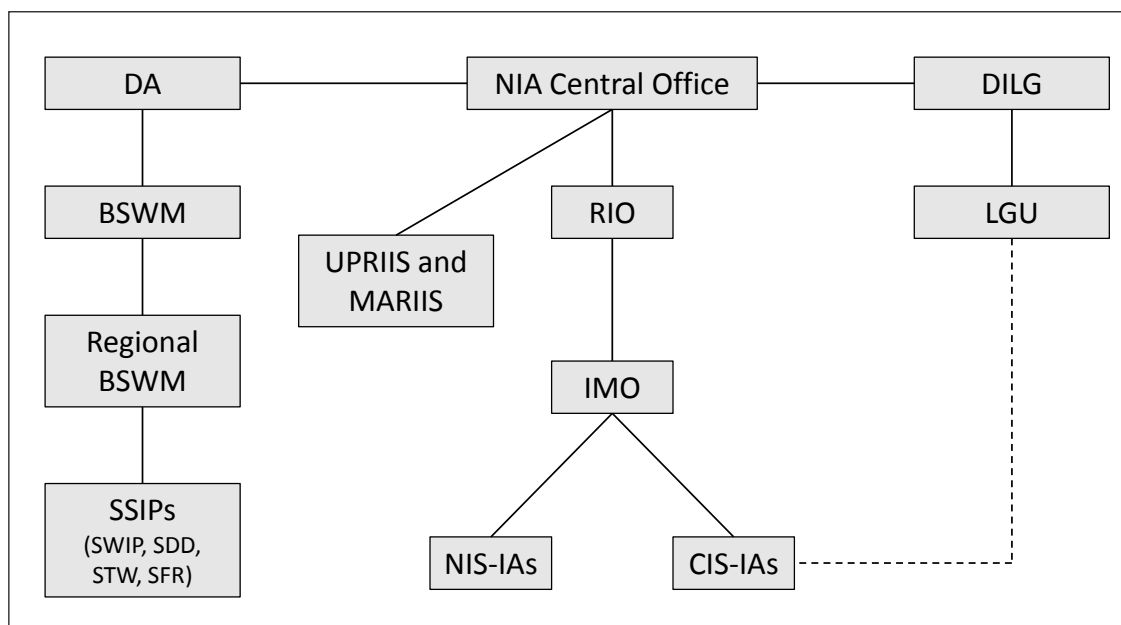 DA
NIA Central Office
DILG
BSWM
RIO
LGU
UPRIIS and
MARIIS
Regional
BSWM
IMO
SSIPs
(SWIP, SDD,
STW, SFR)
NIS-IAs
CIS-IAs